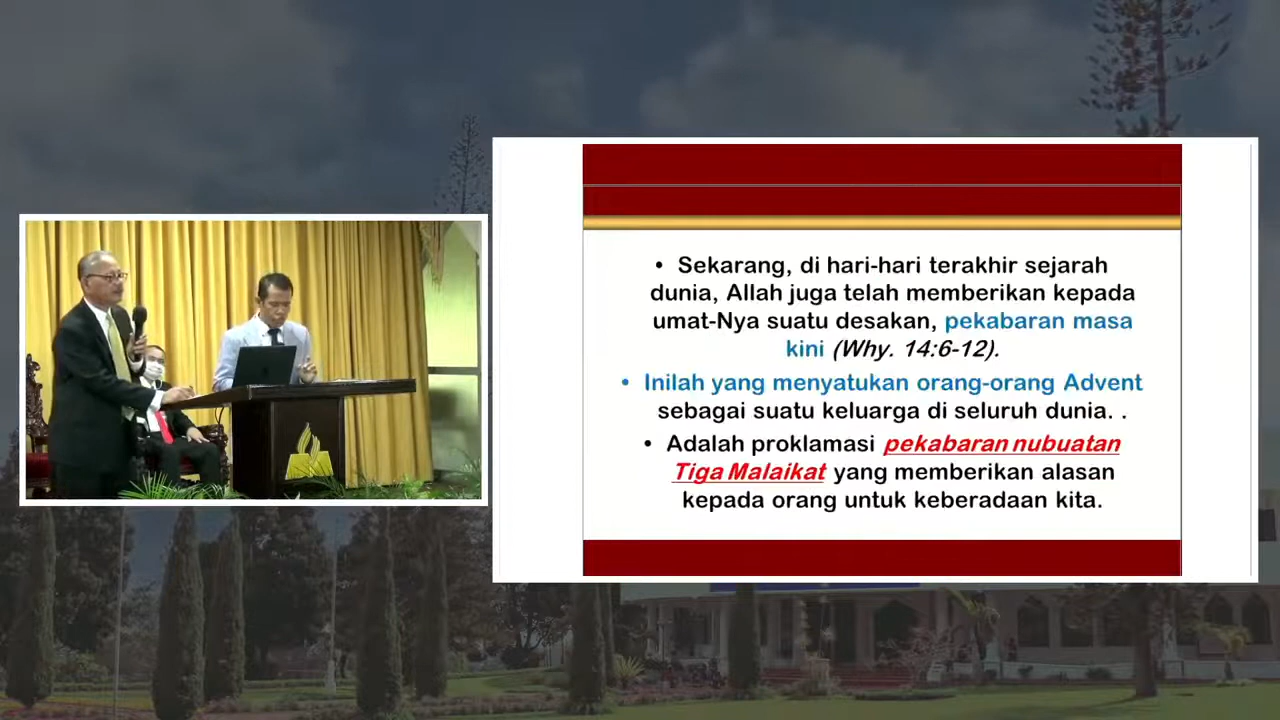 • Sekarang, di hari-hari terakhir sejarah
dunia, Allah juga telah memberikan kepada
umat-Nya suatu desakan, pekabaran masa
kini (Why. 14:6-12).
• Inilah yang menyatukan orang-orang Advent
sebagai suatu keluarga di seluruh dunia. .
• Adalah proklamasi pekabaran nubuatan
Tiga Malaikat yang memberikan alasan
kepada orang untuk keberadaan kita.